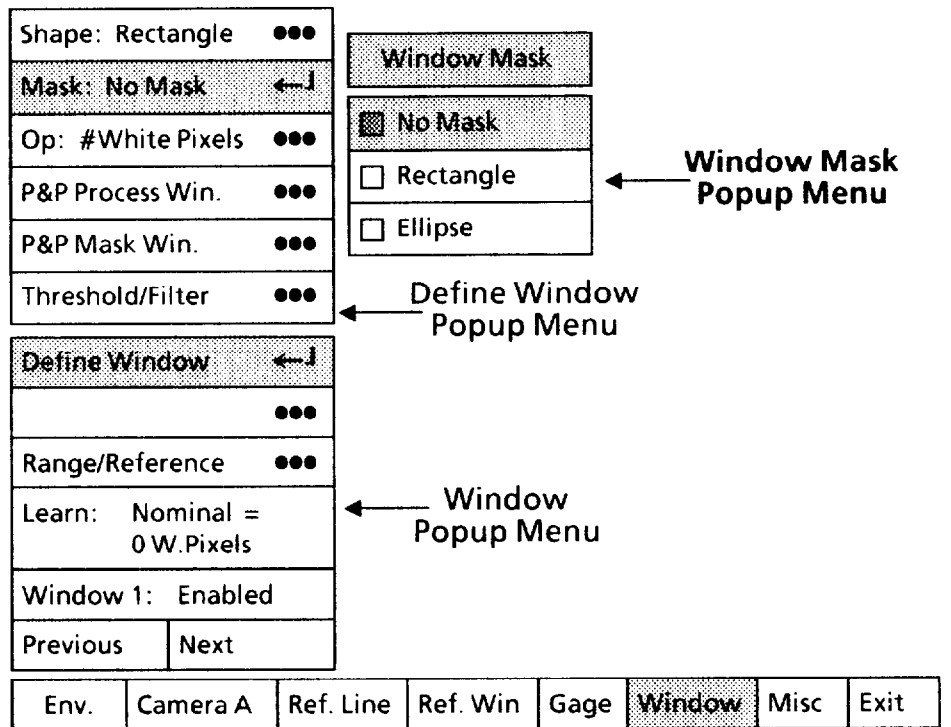 Shape: Rectangle
Mask: No Mask
Op: #White Pixels
P&P Process Win.
P&P Mask Win.
Threshold/Filter
Window Mask
No Mask
Rectangle
Ellipse
Window Mask
Popup Menu
Define Window
Popup Menu
Define Window
Range/Reference
Learn: Nominal =
0 W.Pixels
Window 1: Enabled
Previous Next
Window
Popup Menu
Env. Camera A Ref. Line Ref. Win Gage Window Misc Exit